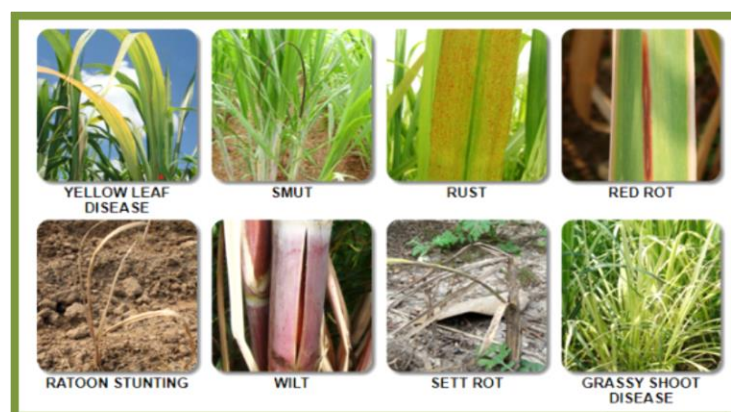 YELLOW LEAF
DISEASE
SMUT
RUST
RED ROT
RATOON STUNTING
WILT
SETT ROT
GRASSY SHOOT
DISEASE